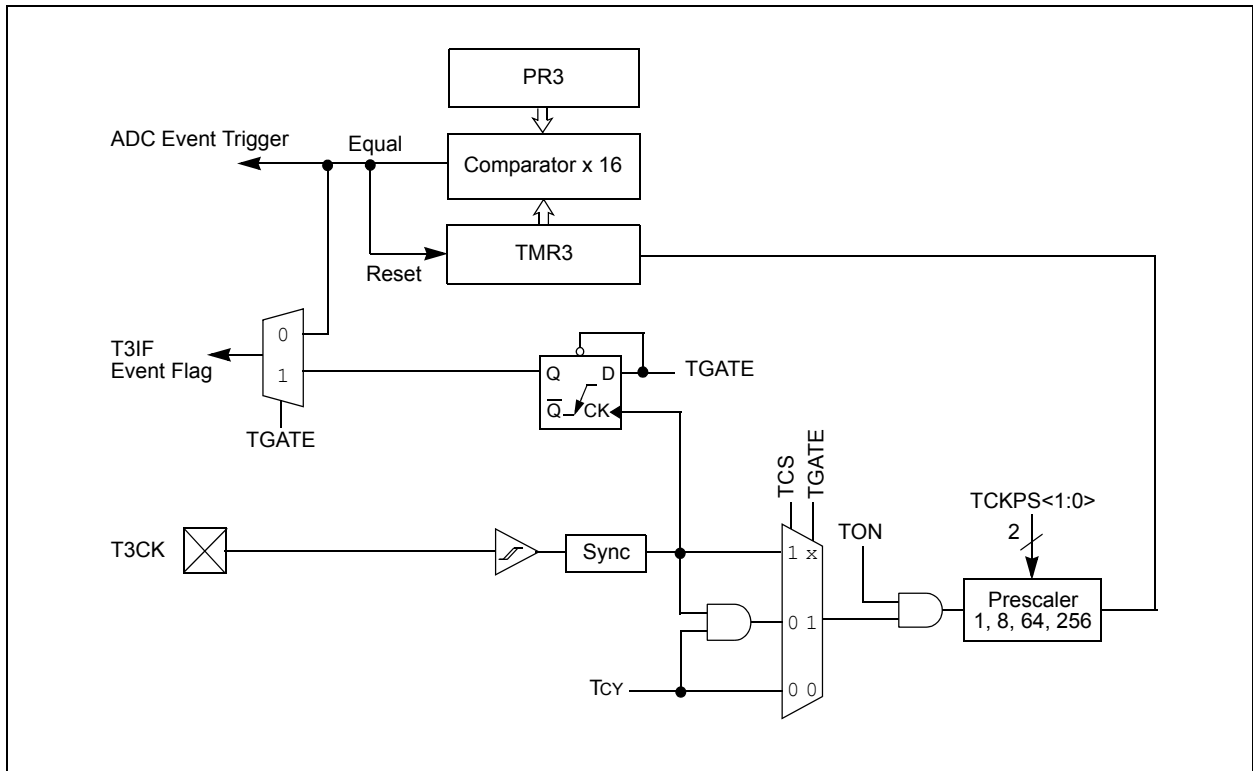 PR3
ADC Event Trigger
Equal
Comparator x 16
TMR3
Reset
0
T3IF
Event Flag
1
TGATE
Q
D
Q̅
CK
TGATE
TCS
TGATE
TCKPS<1:0>
2
TON
T3CK
Sync
1 x
Prescaler
1, 8, 64, 256
0 1
TCY
0 0